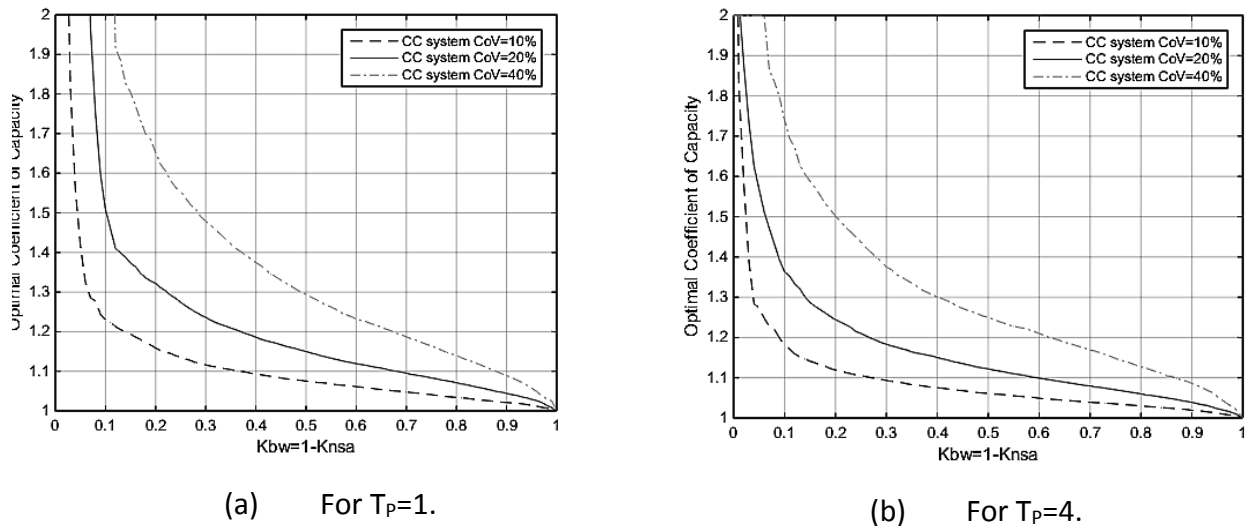 2
1.9
1.8
1.7
1.6
1.5
1.4
1.3
1.2
1.1
1
Optimal Coefficient of Capacity
CC system CoV=10%
CC system CoV=20%
CC system CoV=40%
0 0.1 0.2 0.3 0.4 0.5 0.6 0.7 0.8 0.9 1
Kbw=1-Knsa
(a) For TP=1.
2
1.9
1.8
1.7
1.6
1.5
1.4
1.3
1.2
1.1
1
Optimal Coefficient of Capacity
CC system CoV=10%
CC system CoV=20%
CC system CoV=40%
0 0.1 0.2 0.3 0.4 0.5 0.6 0.7 0.8 0.9 1
Kbw=1-Knsa
(b) For TP=4.